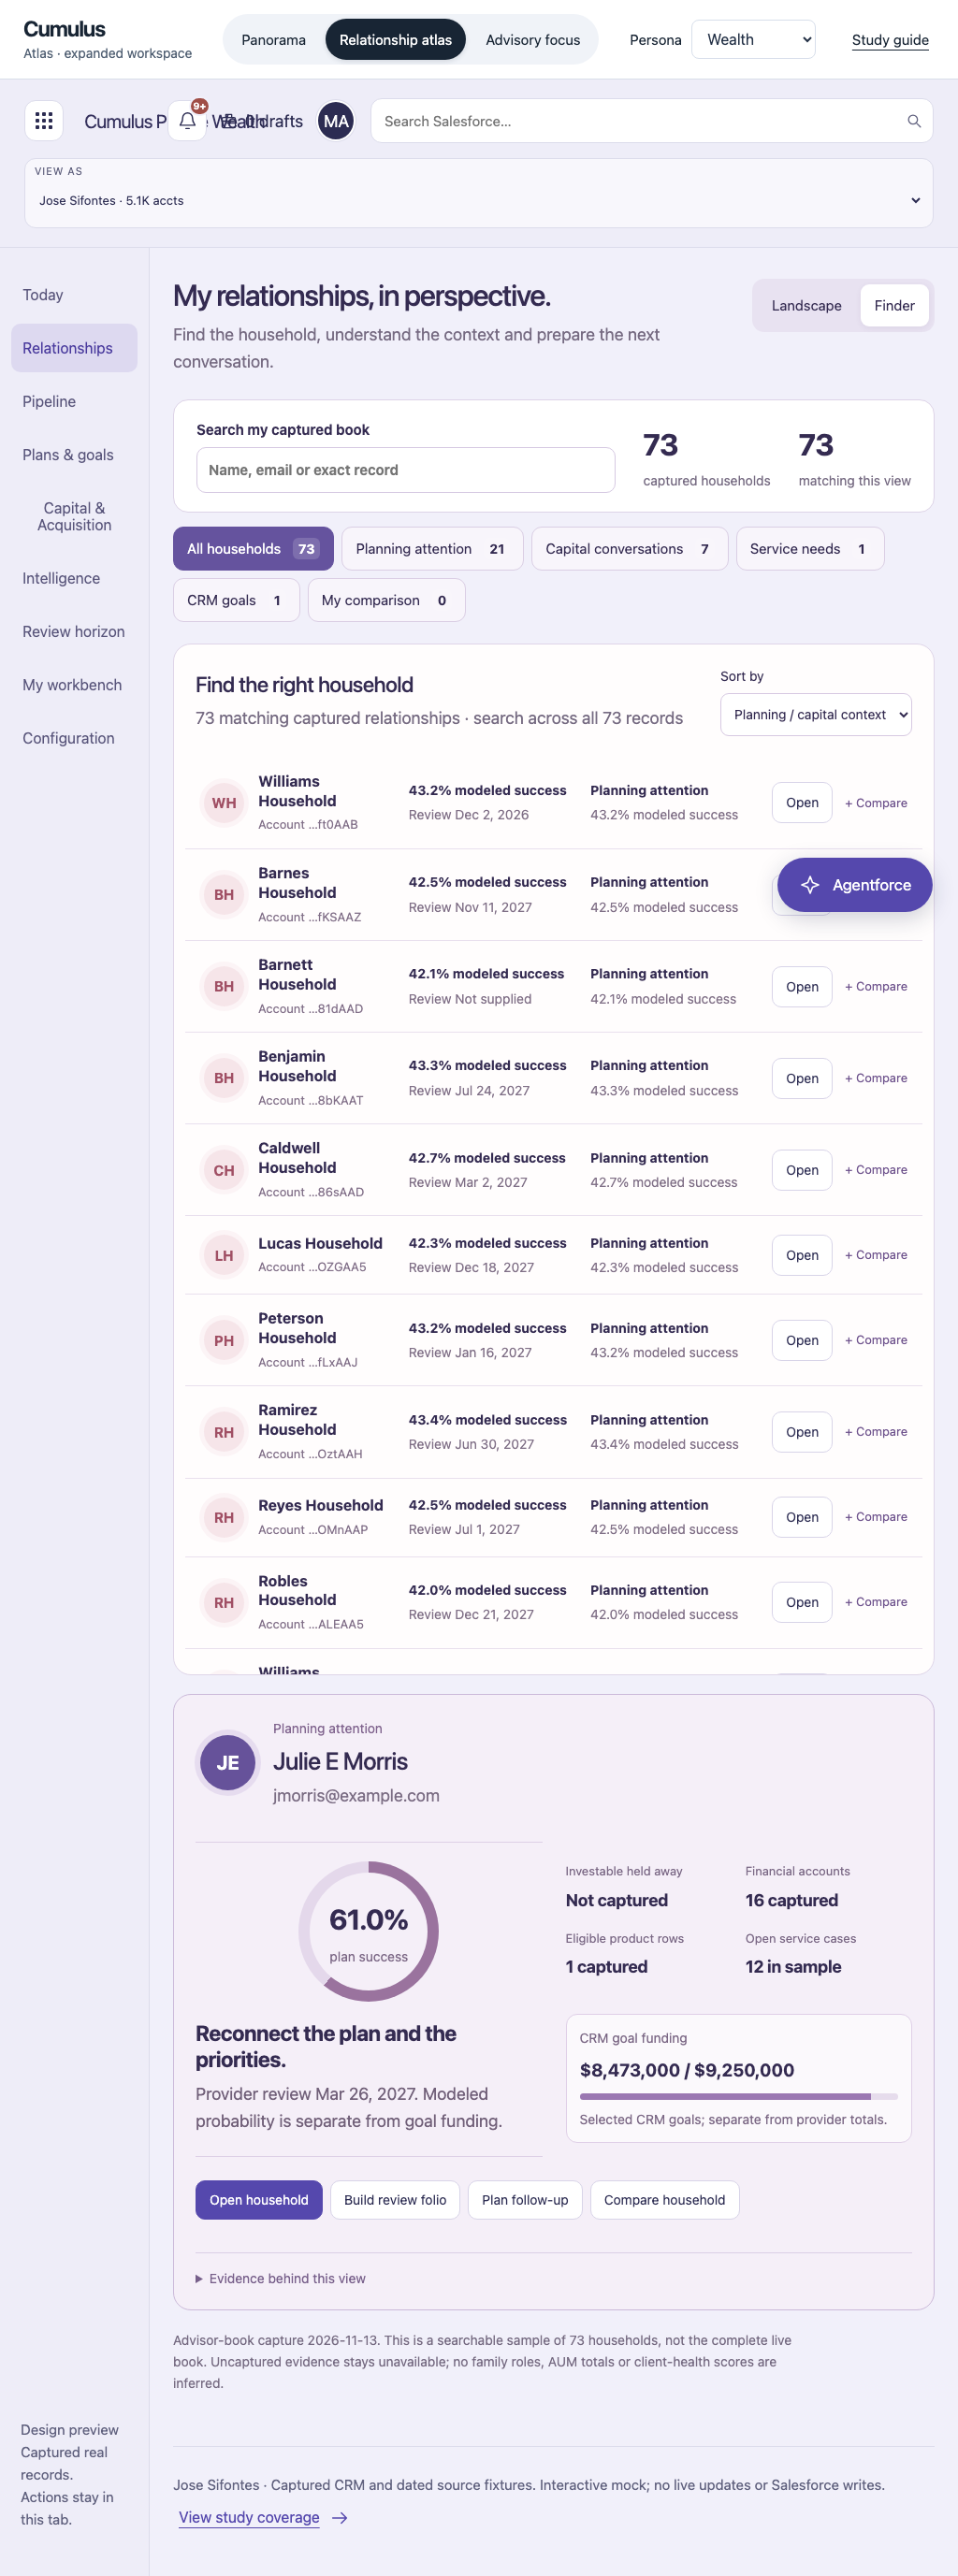 Cumulus
Atlas · expanded workspace
Panorama
Relationship atlas
Advisory focus
Persona
Wealth
Study guide
Cumulus P
9+
Wealth
drafts
MA
Search Salesforce...
VIEW AS
Jose Sifontes · 5.1K accts
Today
Relationships
Pipeline
Plans & goals
Capital &
Acquisition
Intelligence
Review horizon
My workbench
Configuration
My relationships, in perspective.
Find the household, understand the context and prepare the next
conversation.
Landscape
Finder
Search my captured book
Name, email or exact record
73
captured households
73
matching this view
All households 73
Planning attention 21
Capital conversations 7
Service needs 1
CRM goals 1
My comparison 0
Find the right household
73 matching captured relationships · search across all 73 records
Sort by
Planning / capital context
WH
Williams
Household
Account ...ft0AAB
43.2% modeled success
Review Dec 2, 2026
Planning attention
43.2% modeled success
Open
+ Compare
BH
Barnes
Household
Account ...fKSAAZ
42.5% modeled success
Review Nov 11, 2027
Planning attention
42.5% modeled success
Agentforce
BH
Barnett
Household
Account ...81dAAD
42.1% modeled success
Review Not supplied
Planning attention
42.1% modeled success
Open
+ Compare
BH
Benjamin
Household
Account ...8bKAAT
43.3% modeled success
Review Jul 24, 2027
Planning attention
43.3% modeled success
Open
+ Compare
CH
Caldwell
Household
Account ...86sAAD
42.7% modeled success
Review Mar 2, 2027
Planning attention
42.7% modeled success
Open
+ Compare
LH
Lucas Household
Account ...OZGAA5
42.3% modeled success
Review Dec 18, 2027
Planning attention
42.3% modeled success
Open
+ Compare
PH
Peterson
Household
Account ...fLxAAJ
43.2% modeled success
Review Jan 16, 2027
Planning attention
43.2% modeled success
Open
+ Compare
RH
Ramirez
Household
Account ...OztAAH
43.4% modeled success
Review Jun 30, 2027
Planning attention
43.4% modeled success
Open
+ Compare
RH
Reyes Household
Account ...OMnAAP
42.5% modeled success
Review Jul 1, 2027
Planning attention
42.5% modeled success
Open
+ Compare
RH
Robles
Household
Account ...ALEAA5
42.0% modeled success
Review Dec 21, 2027
Planning attention
42.0% modeled success
Open
+ Compare
Williams
JE
Planning attention
Julie E Morris
jmorris@example.com
61.0%
plan success
Investable held away
Not captured
Financial accounts
16 captured
Eligible product rows
1 captured
Open service cases
12 in sample
Reconnect the plan and the
priorities.
Provider review Mar 26, 2027. Modeled
probability is separate from goal funding.
CRM goal funding
$8,473,000 / $9,250,000
Selected CRM goals; separate from provider totals.
Open household
Build review folio
Plan follow-up
Compare household
Evidence behind this view
Advisor-book capture 2026-11-13. This is a searchable sample of 73 households, not the complete live
book. Uncaptured evidence stays unavailable; no family roles, AUM totals or client-health scores are
inferred.
Design preview
Captured real
records.
Actions stay in
this tab.
Jose Sifontes · Captured CRM and dated source fixtures. Interactive mock; no live updates or Salesforce writes.
View study coverage